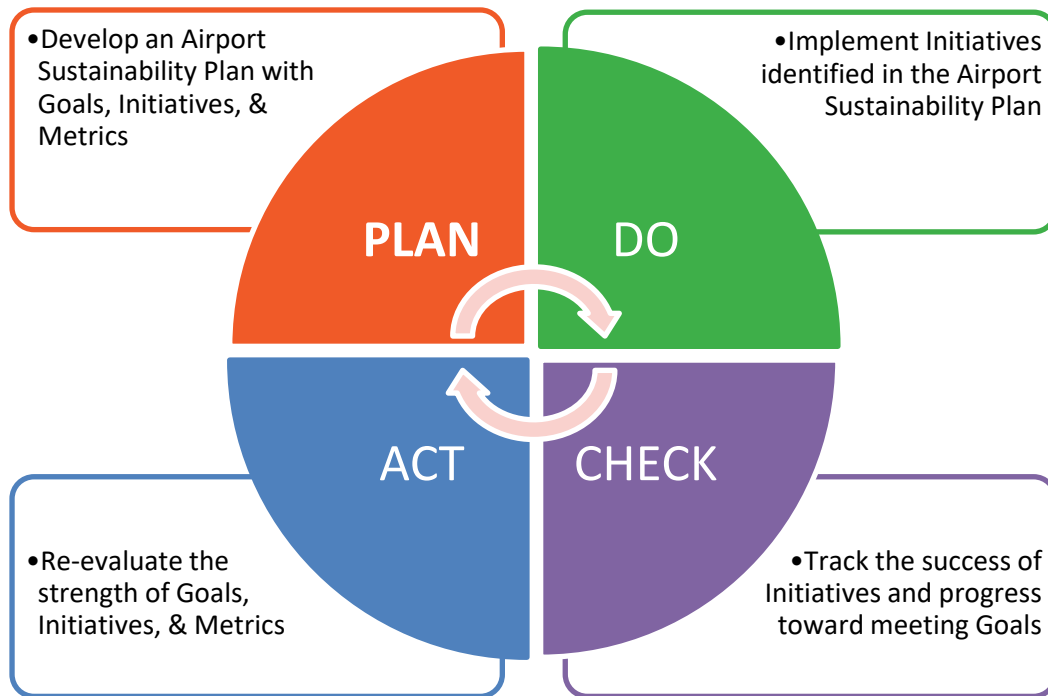 •Develop an Airport
Sustainability Plan with
Goals, Initiatives, &
Metrics
•Implement Initiatives
identified in the Airport
Sustainability Plan
PLAN
DO
ACT
CHECK
•Re-evaluate the
strength of Goals,
Initiatives, & Metrics
•Track the success of
Initiatives and progress
toward meeting Goals